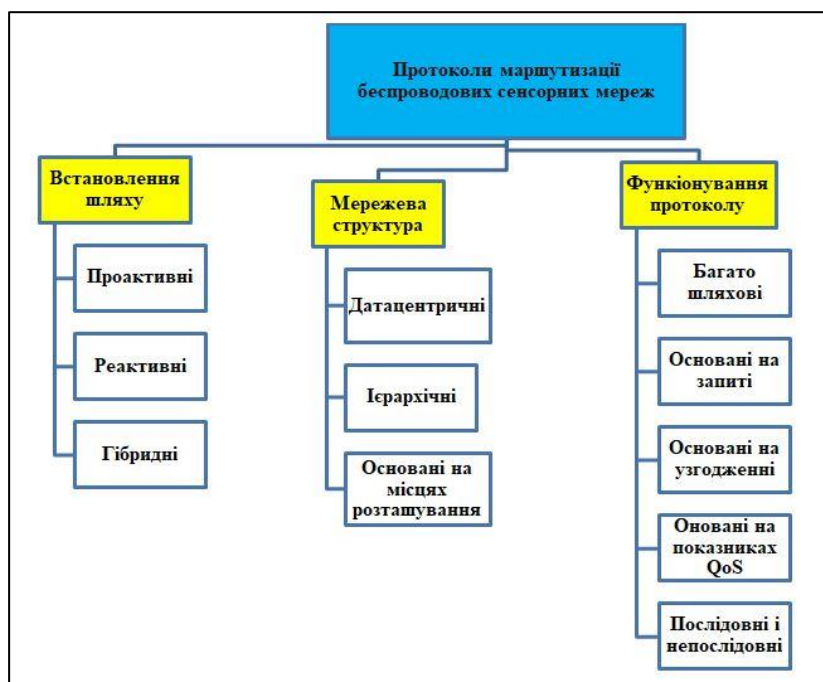 Протоколи маршутизації
беспроводових сенсорних мереж
Встановлення
шляху
Проактивні
Реактивні
Гібридні
Мережева
структура
Датацентричні
Ієрархічні
Основані на
місцях
розташування
Функіонування
протоколу
Багато
шляхові
Основані на
запиті
Основані на
узгодженні
Оновані на
показниках
QoS
Послідовні і
непослідовні